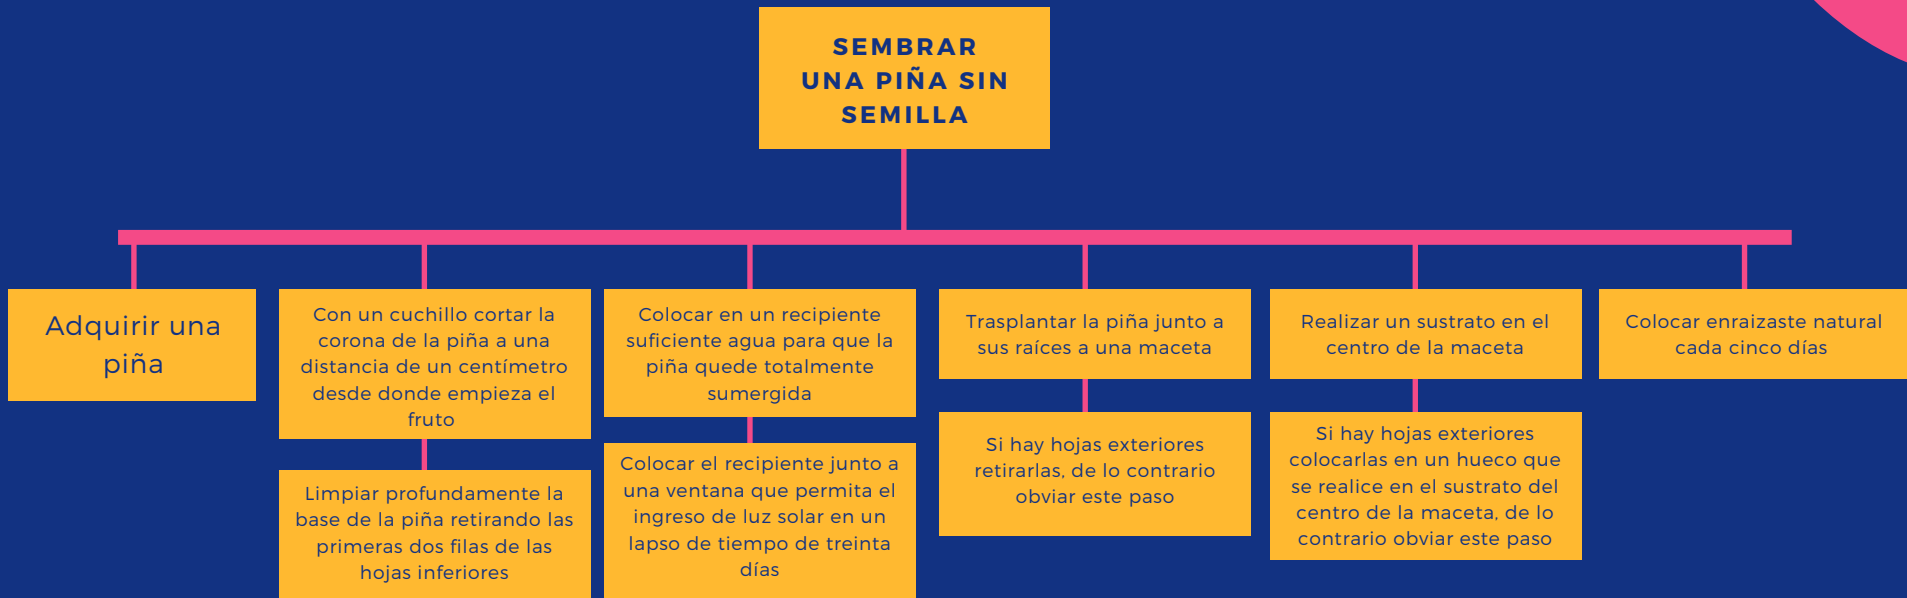 SEMBRAR
UNA PIÑA SIN
SEMILLA
Adquirir una
piña
Con un cuchillo cortar la
corona de la piña a una
distancia de un centímetro
desde donde empieza el
fruto
Limpiar profundamente la
base de la piña retirando las
primeras dos filas de las
hojas inferiores
Colocar en un recipiente
suficiente agua para que la
piña quede totalmente
sumergida
Colocar el recipiente junto a
una ventana que permita el
ingreso de luz solar en un
lapso de tiempo de treinta
días
Trasplantar la piña junto a
sus raíces a una maceta
Si hay hojas exteriores
retirarlas, de lo contrario
obviar este paso
Realizar un sustrato en el
centro de la maceta
Si hay hojas exteriores
colocarlas en un hueco que
se realice en el sustrato del
centro de la maceta, de lo
contrario obviar este paso
Colocar enraizaste natural
cada cinco días